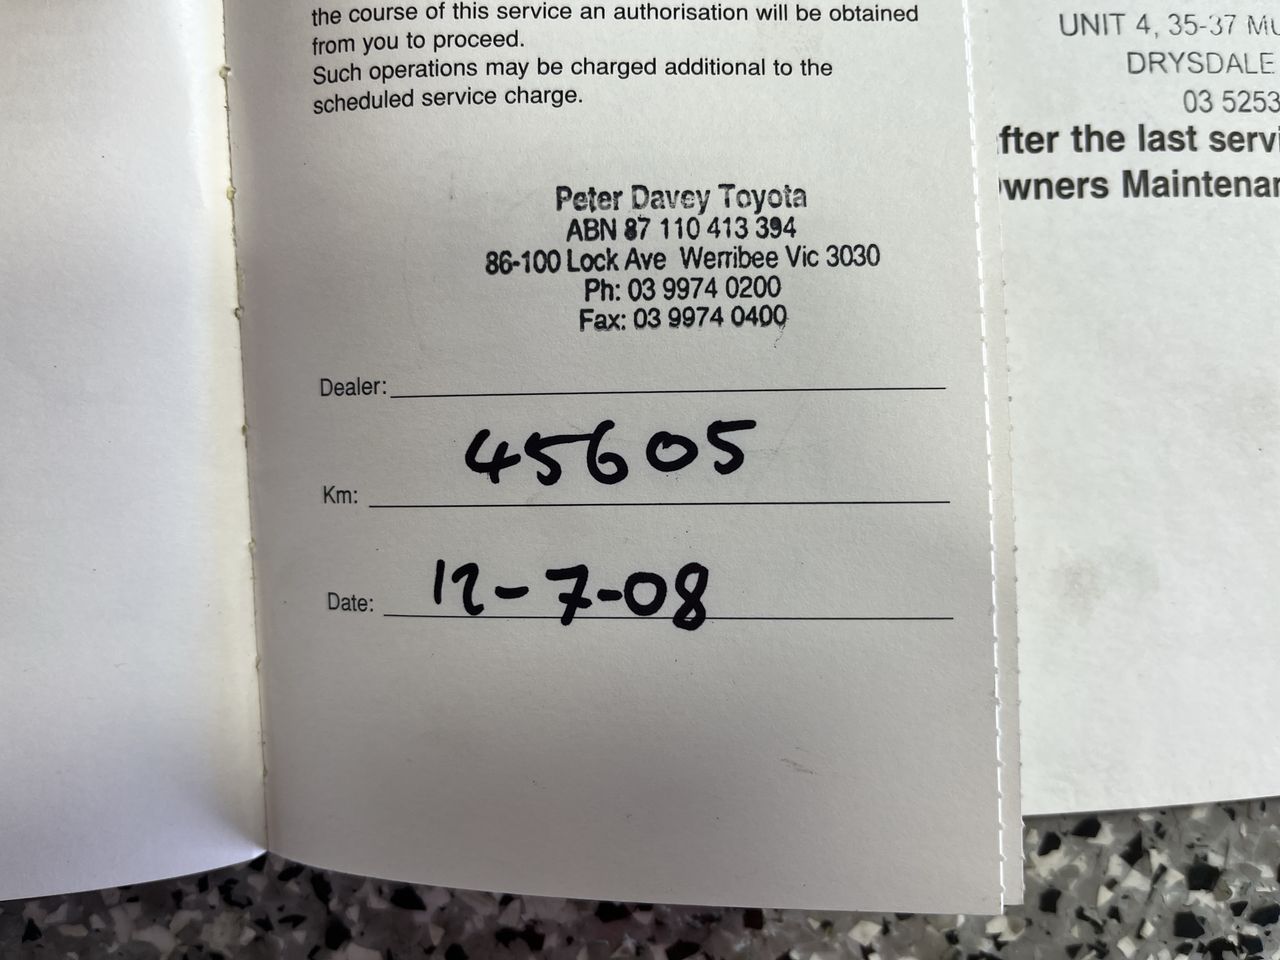 the course of this service an authorisation will be obtained
from you to proceed.
Such operations may be charged additional to the
scheduled service charge.
Peter Davey Toyota
ABN 87 110 413 394
86-100 Lock Ave Werribee Vic 3030
Ph: 03 9974 0200
Fax: 03 9974 0400
Dealer:
45605
Km:
Date: 12-7-08
UNIT 4, 35-37
DRYSDALE
03 5253
fter the last servi
wners Maintenan